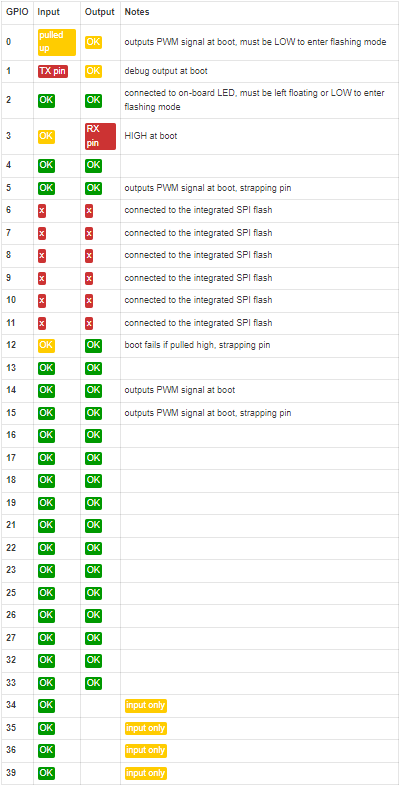 GPIO Input Output Notes
0 pulled up OK outputs PWM signal at boot, must be LOW to enter flashing mode
1 TX pin OK debug output at boot
2 OK OK connected to on-board LED, must be left floating or LOW to enter flashing mode
3 OK RX pin HIGH at boot
4 OK OK
5 OK OK outputs PWM signal at boot, strapping pin
6 x x connected to the integrated SPI flash
7 x x connected to the integrated SPI flash
8 x x connected to the integrated SPI flash
9 x x connected to the integrated SPI flash
10 x x connected to the integrated SPI flash
11 x x connected to the integrated SPI flash
12 OK OK boot fails if pulled high, strapping pin
13 OK OK
14 OK OK outputs PWM signal at boot
15 OK OK outputs PWM signal at boot, strapping pin
16 OK OK
17 OK OK
18 OK OK
19 OK OK
21 OK OK
22 OK OK
23 OK OK
25 OK OK
26 OK OK
27 OK OK
32 OK OK
33 OK OK
34 OK input only
35 OK input only
36 OK input only
39 OK input only